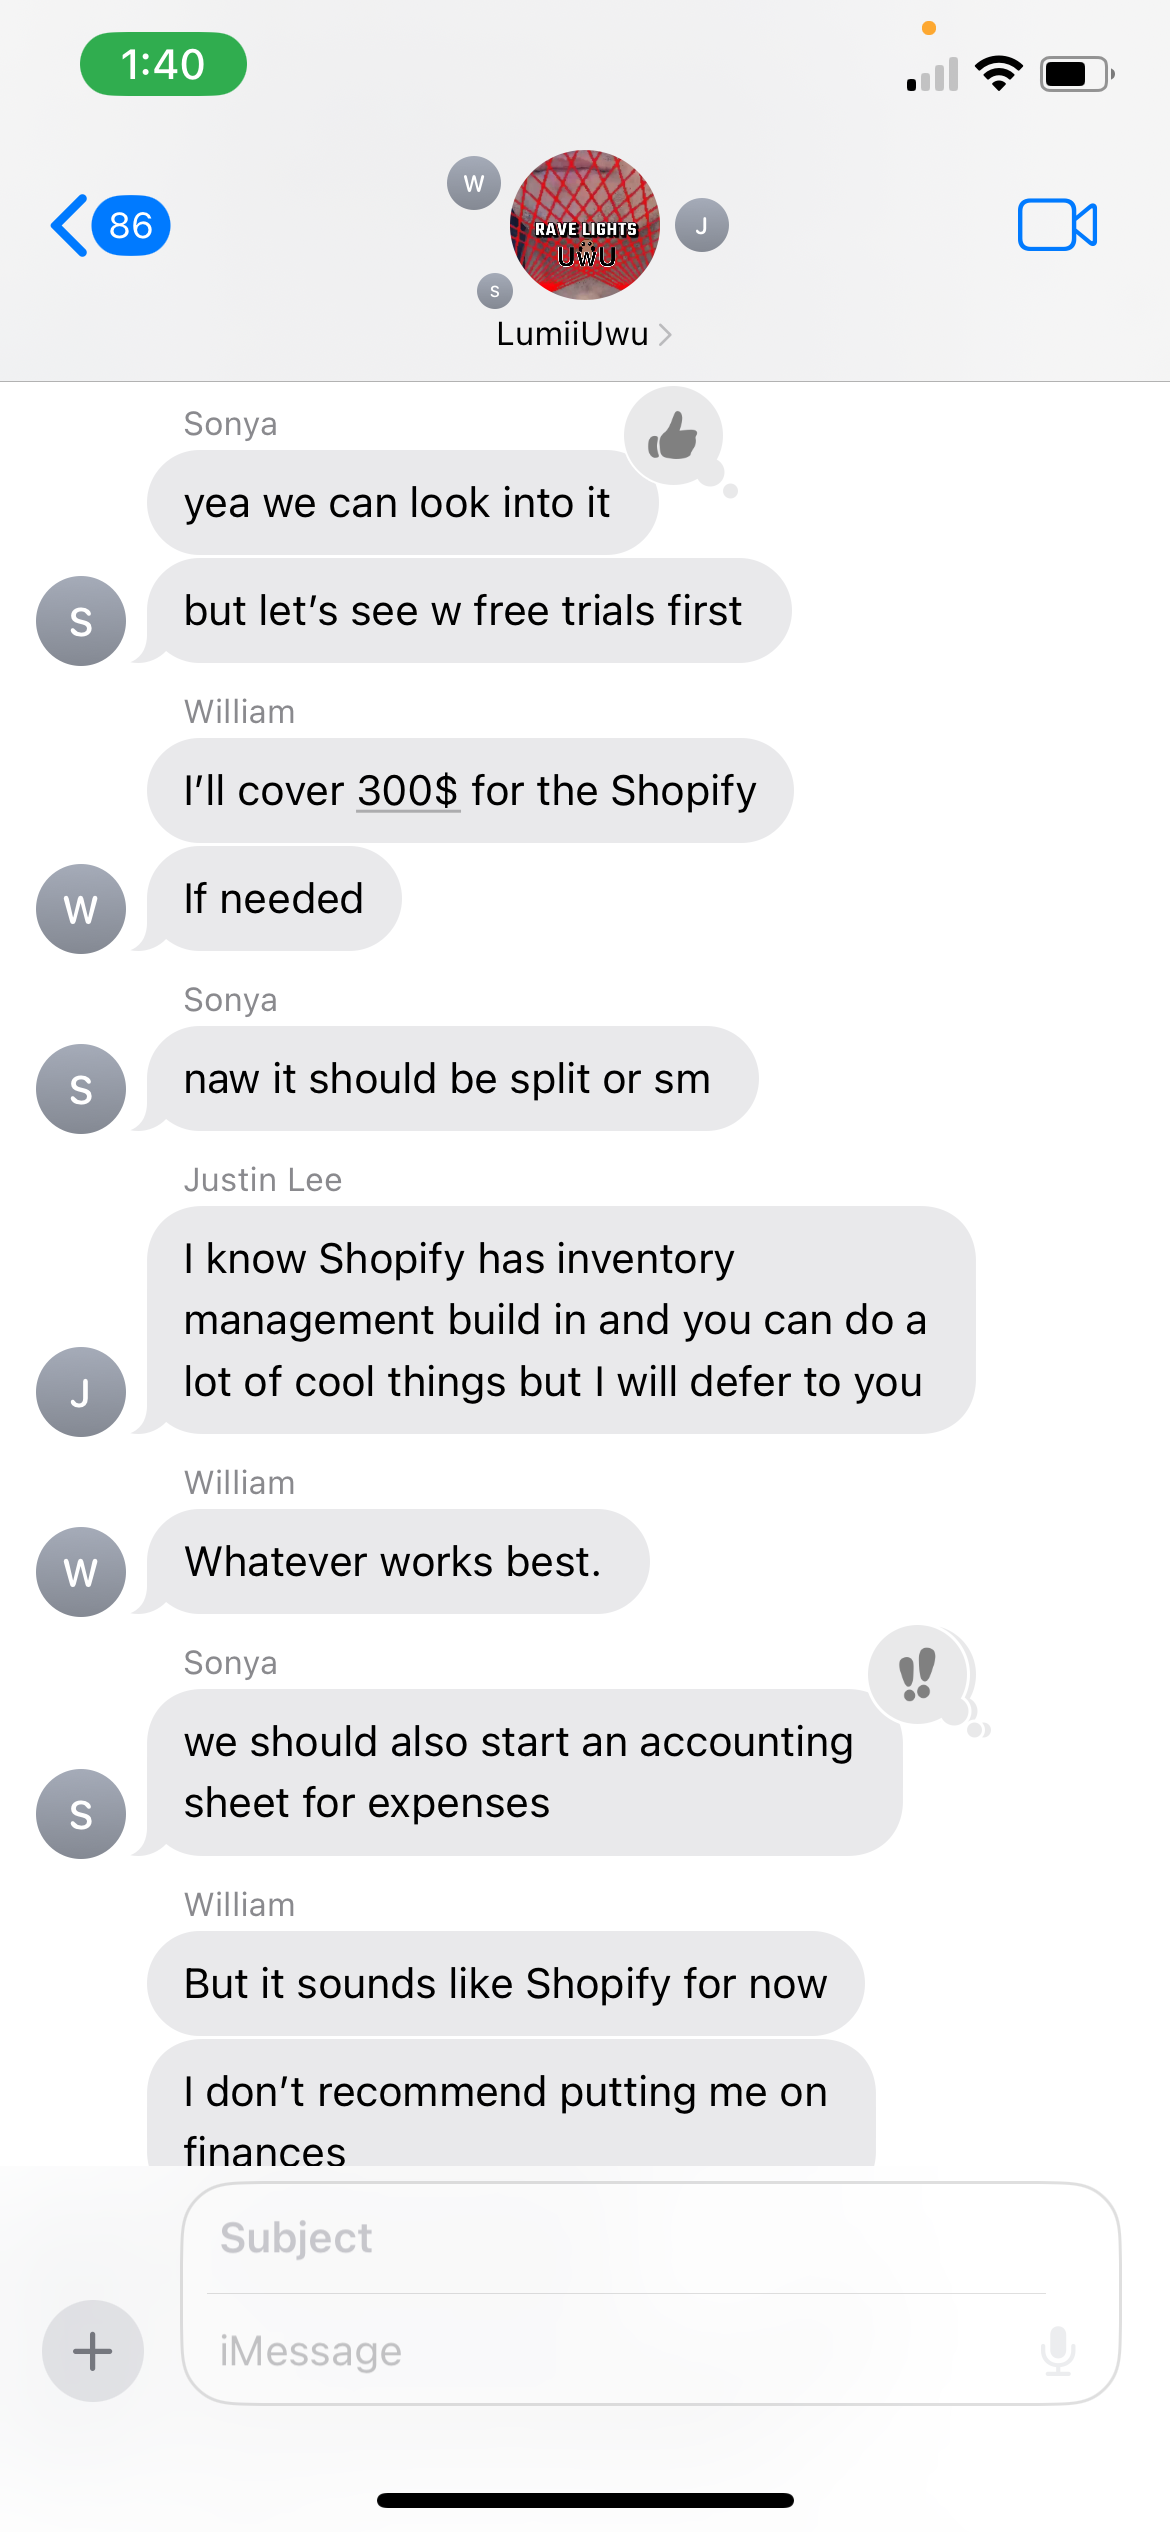 1:40
86
W
RAVE LIGHTS
UWU
J
S
LumiiUwu
Sonya
yea we can look into it
but let’s see w free trials first
S
William
I’ll cover 300$ for the Shopify
If needed
W
Sonya
naw it should be split or sm
S
Justin Lee
I know Shopify has inventory
management build in and you can do a
lot of cool things but I will defer to you
J
William
Whatever works best.
W
Sonya
we should also start an accounting
sheet for expenses
S
William
But it sounds like Shopify for now
I don’t recommend putting me on
finances
Subject
iMessage